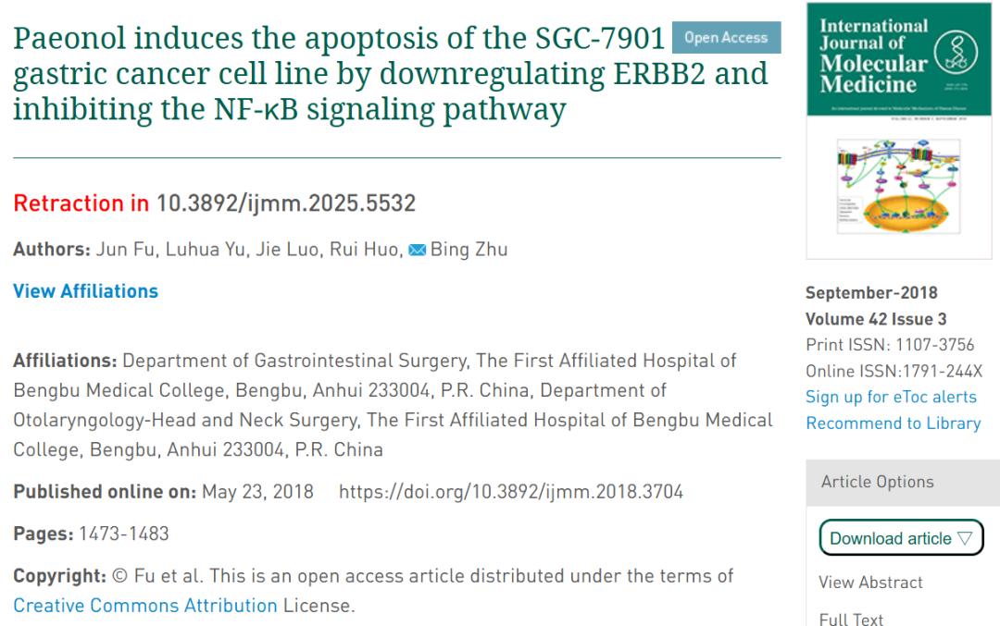 Paeonol induces the apoptosis of the SGC-7901
gastric cancer cell line by downregulating ERBB2 and
inhibiting the NF-κB signaling pathway
Open Access
Retraction in 10.3892/ijmm.2025.5532
Authors: Jun Fu, Luhua Yu, Jie Luo, Rui Huo, Bing Zhu
View Affiliations
Affiliations: Department of Gastrointestinal Surgery, The First Affiliated Hospital of
Bengbu Medical College, Bengbu, Anhui 233004, P.R. China, Department of
Otolaryngology-Head and Neck Surgery, The First Affiliated Hospital of Bengbu Medical
College, Bengbu, Anhui 233004, P.R. China
Published online on: May 23, 2018 https://doi.org/10.3892/ijmm.2018.3704
Pages: 1473-1483
Copyright: © Fu et al. This is an open access article distributed under the terms of
Creative Commons Attribution License.
International
Journal of
Molecular
Medicine
September-2018
Volume 42 Issue 3
Print ISSN: 1107-3756
Online ISSN:1791-244X
Sign up for eToc alerts
Recommend to Library
Article Options
Download article ▽
View Abstract
Full Text